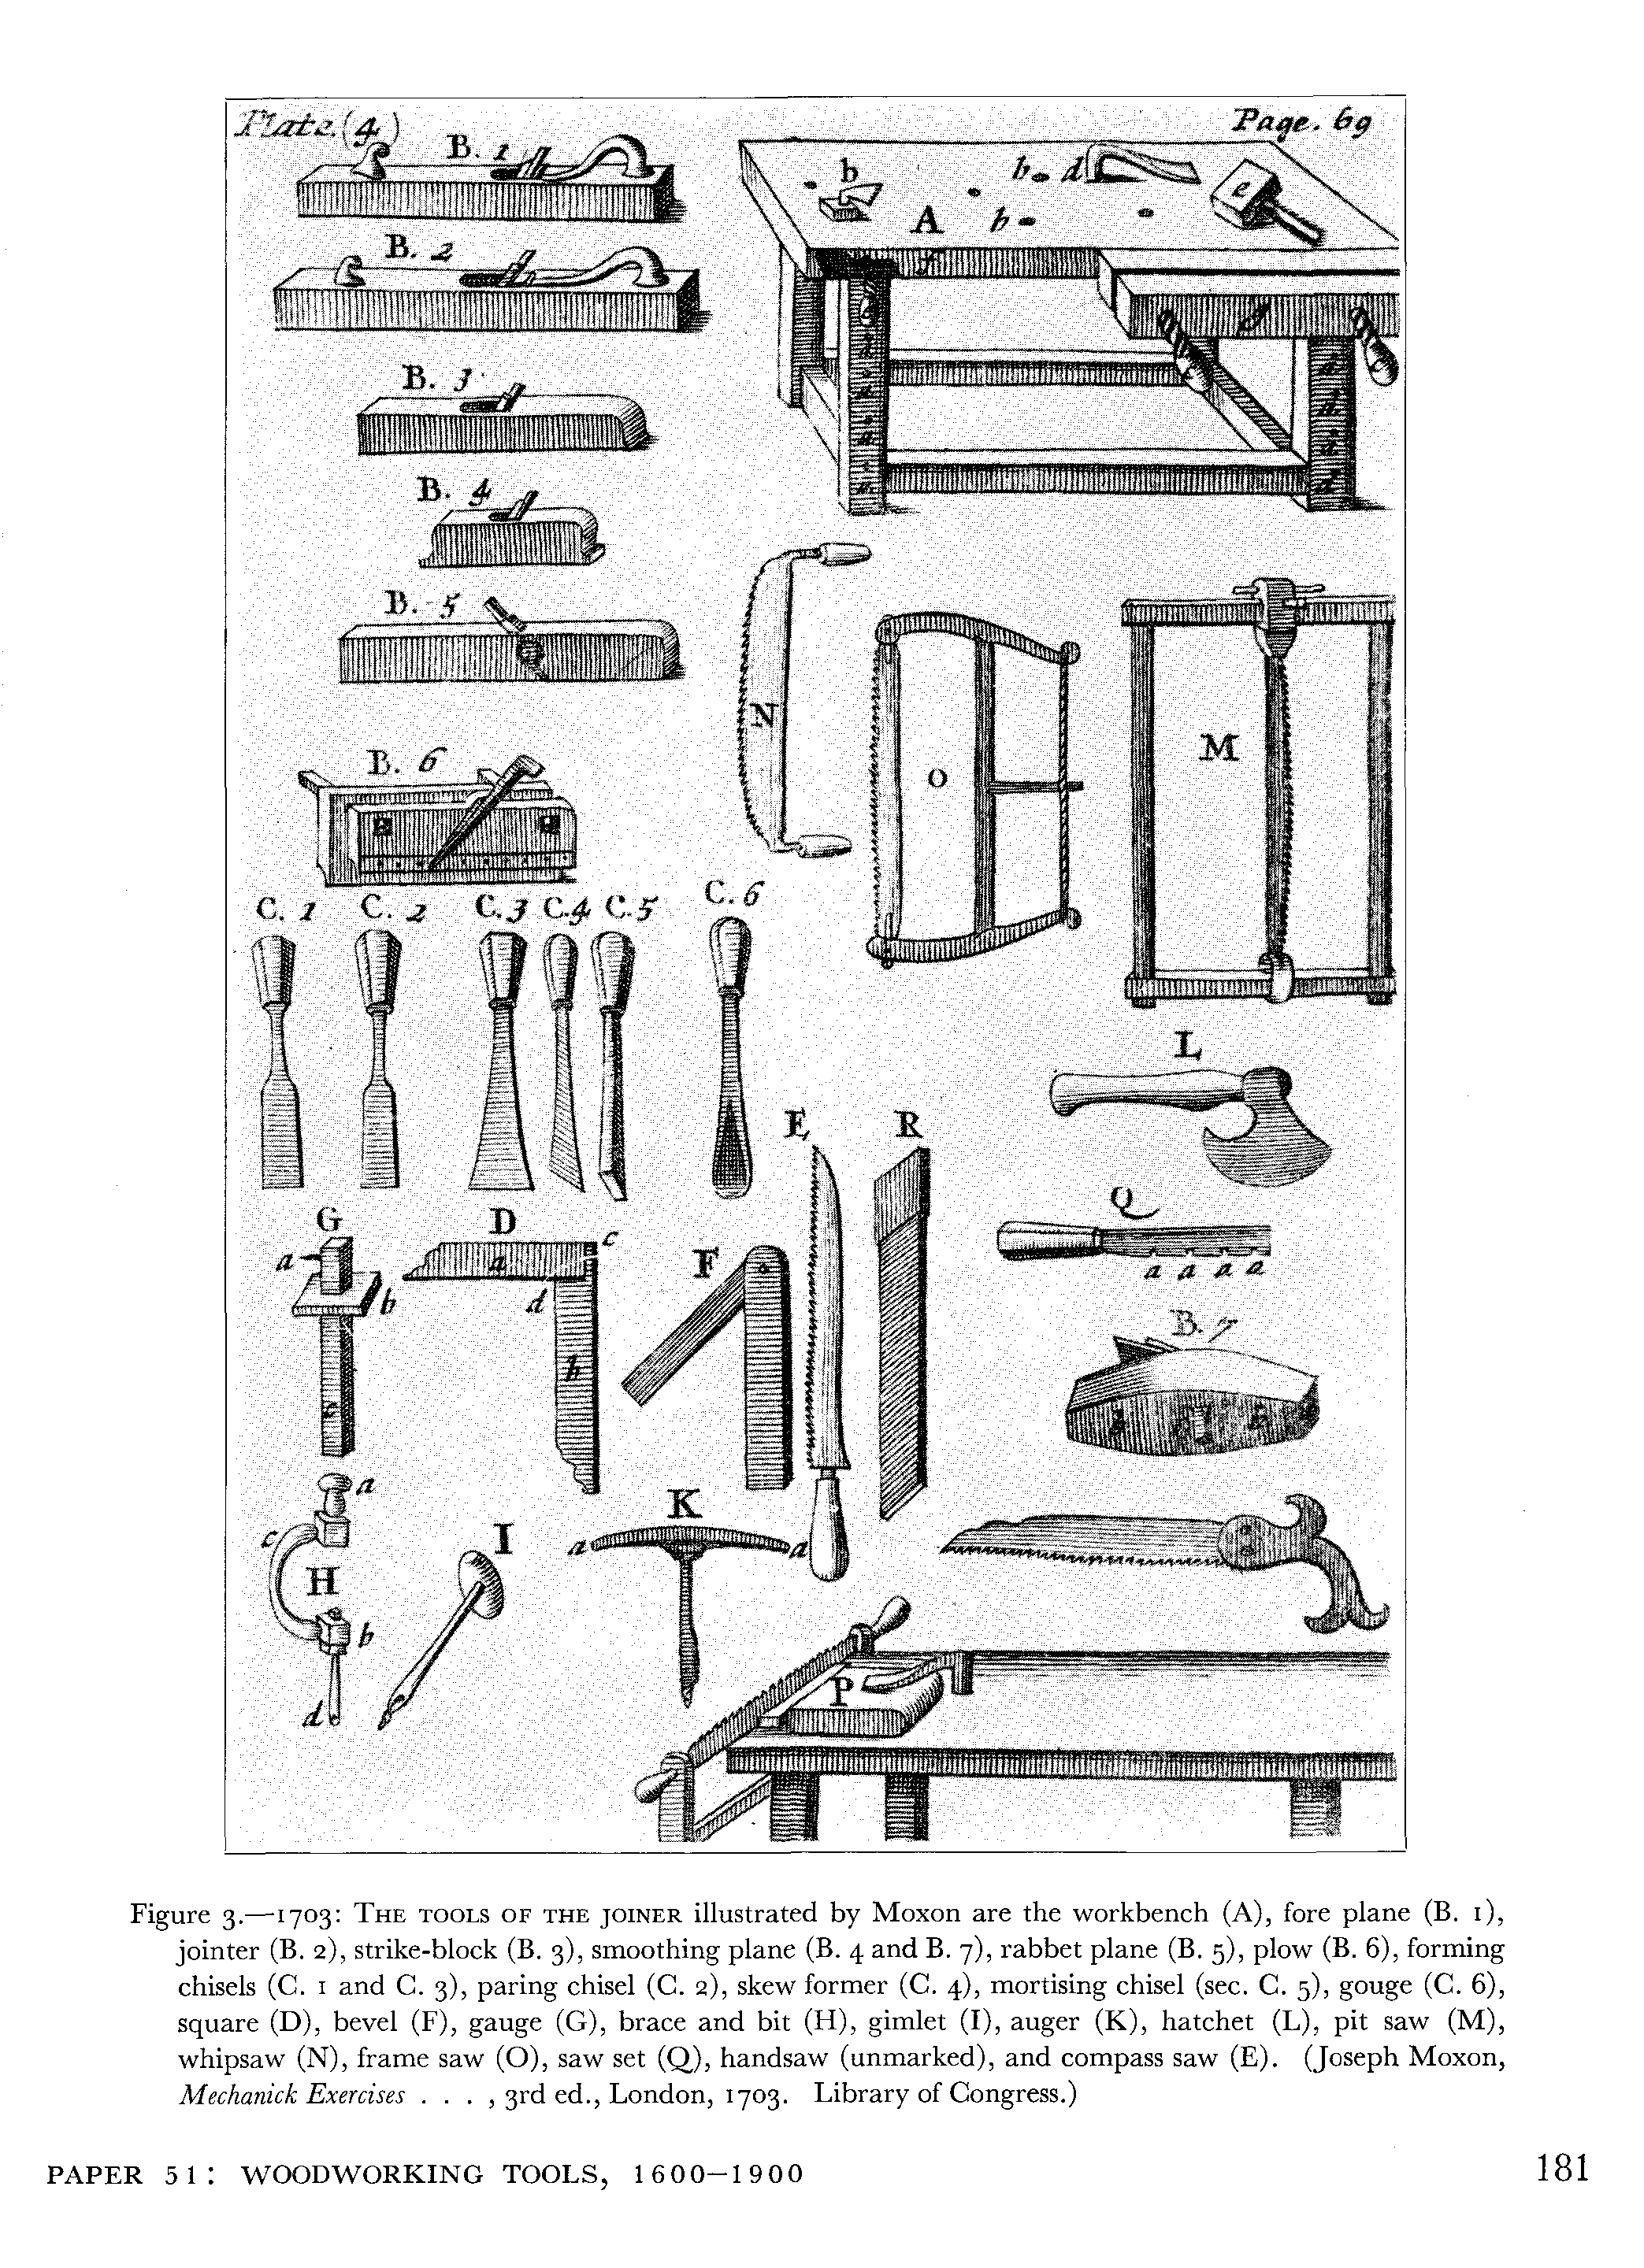 Plate. (4)
Page. 69
B. 1
b
b
d
e
A
b
B. 2
f
g
B. 3
B. 4
B. 5
N
M
O
B. 6
C. 1
C. 2
C. 3
C. 4
C. 5
C. 6
L
E
R
Q
G
D
c
a
a
F
a a a a
b
d
b
B. 7
a
K
c
I
a
a
H
b
P
d
Figure 3.—1703: THE TOOLS OF THE JOINER illustrated by Moxon are the workbench (A), fore plane (B. 1),
jointer (B. 2), strike-block (B. 3), smoothing plane (B. 4 and B. 7), rabbet plane (B. 5), plow (B. 6), forming
chisels (C. 1 and C. 3), paring chisel (C. 2), skew former (C. 4), mortising chisel (sec. C. 5), gouge (C. 6),
square (D), bevel (F), gauge (G), brace and bit (H), gimlet (I), auger (K), hatchet (L), pit saw (M),
whipsaw (N), frame saw (O), saw set (Q), handsaw (unmarked), and compass saw (E). (Joseph Moxon,
Mechanick Exercises . . . , 3rd ed., London, 1703. Library of Congress.)
PAPER 51: WOODWORKING TOOLS, 1600–1900
181